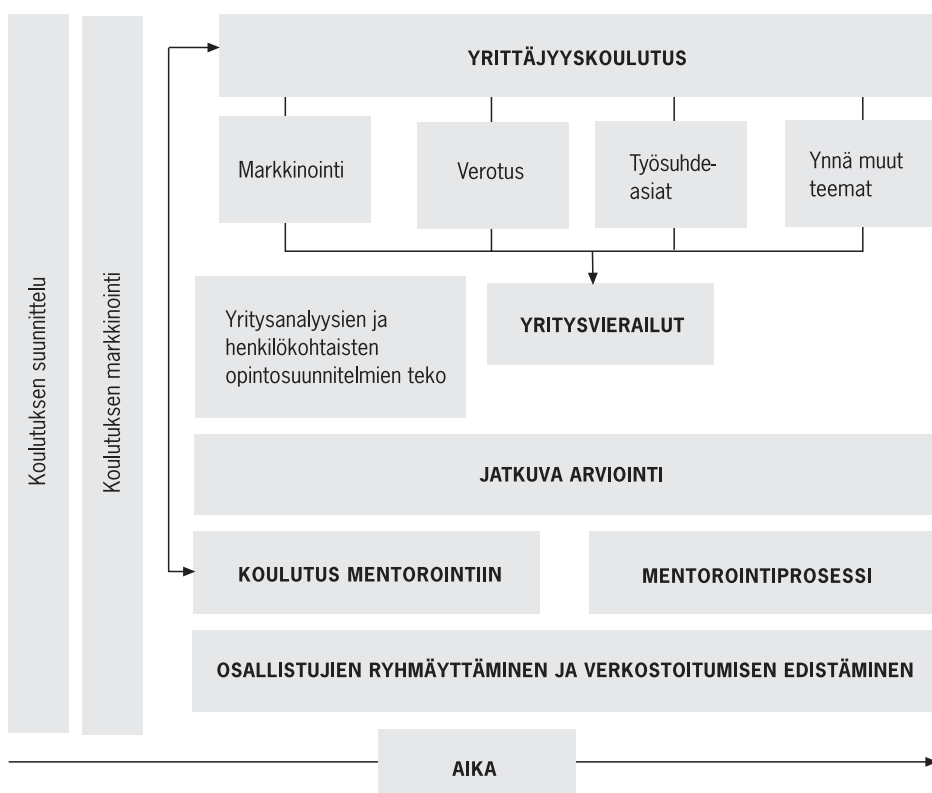 Koulutuksen suunnittelu
Koulutuksen markkinointi
YRITTÄJYYSKOULUTUS
Markkinointi
Verotus
Työsuhde-
asiat
Ynnä muut
teemat
Yritysanalyysien ja
henkilökohtaisten
opintosuunnitelmien teko
YRITYSVIERAILUT
JATKUVA ARVIOINTI
KOULUTUS MENTOROINTIIN
MENTOROINTIPROSESSI
OSALLISTUJIEN RYHMÄYTTÄMINEN JA VERKOSTOITUMISEN EDISTÄMINEN
AIKA